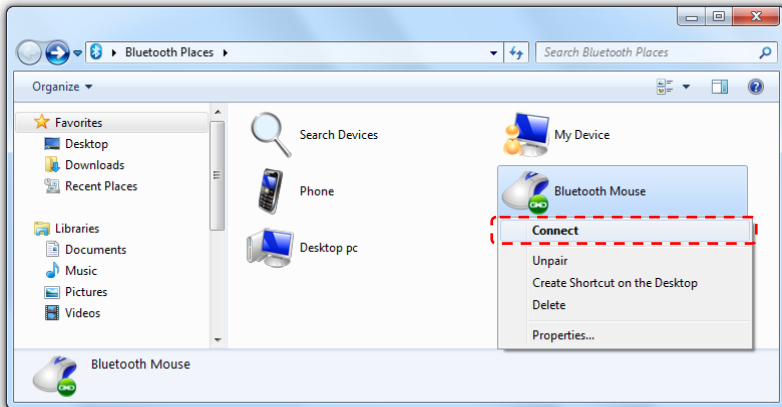 Bluetooth Places
Search Bluetooth Places
Organize
Favorites
Desktop
Downloads
Recent Places
Libraries
Documents
Music
Pictures
Videos
Search Devices
My Device
Phone
Bluetooth Mouse
Desktop pc
Connect
Unpair
Create Shortcut on the Desktop
Delete
Properties...
Bluetooth Mouse